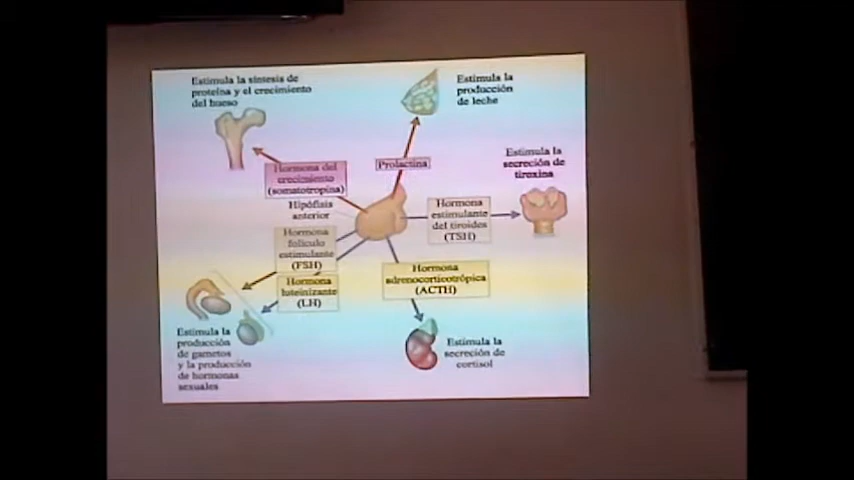 Estimula la síntesis de
proteína y el crecimiento
del hueso
Estimula la
producción
de leche
Prolactina
Estimula la
secreción de
tiroxina
Hormona del
crecimiento
(somatotropina)
Hipófisis
anterior
Hormona
estimulante
del tiroides
(TSH)
Hormona
folículo
estimulante
(FSH)
Hormona
luteinizante
(LH)
Hormona
adrenocorticotrópica
(ACTH)
Estimula la
producción
de gametos
y la producción
de hormonas
sexuales
Estimula la
secreción de
cortisol